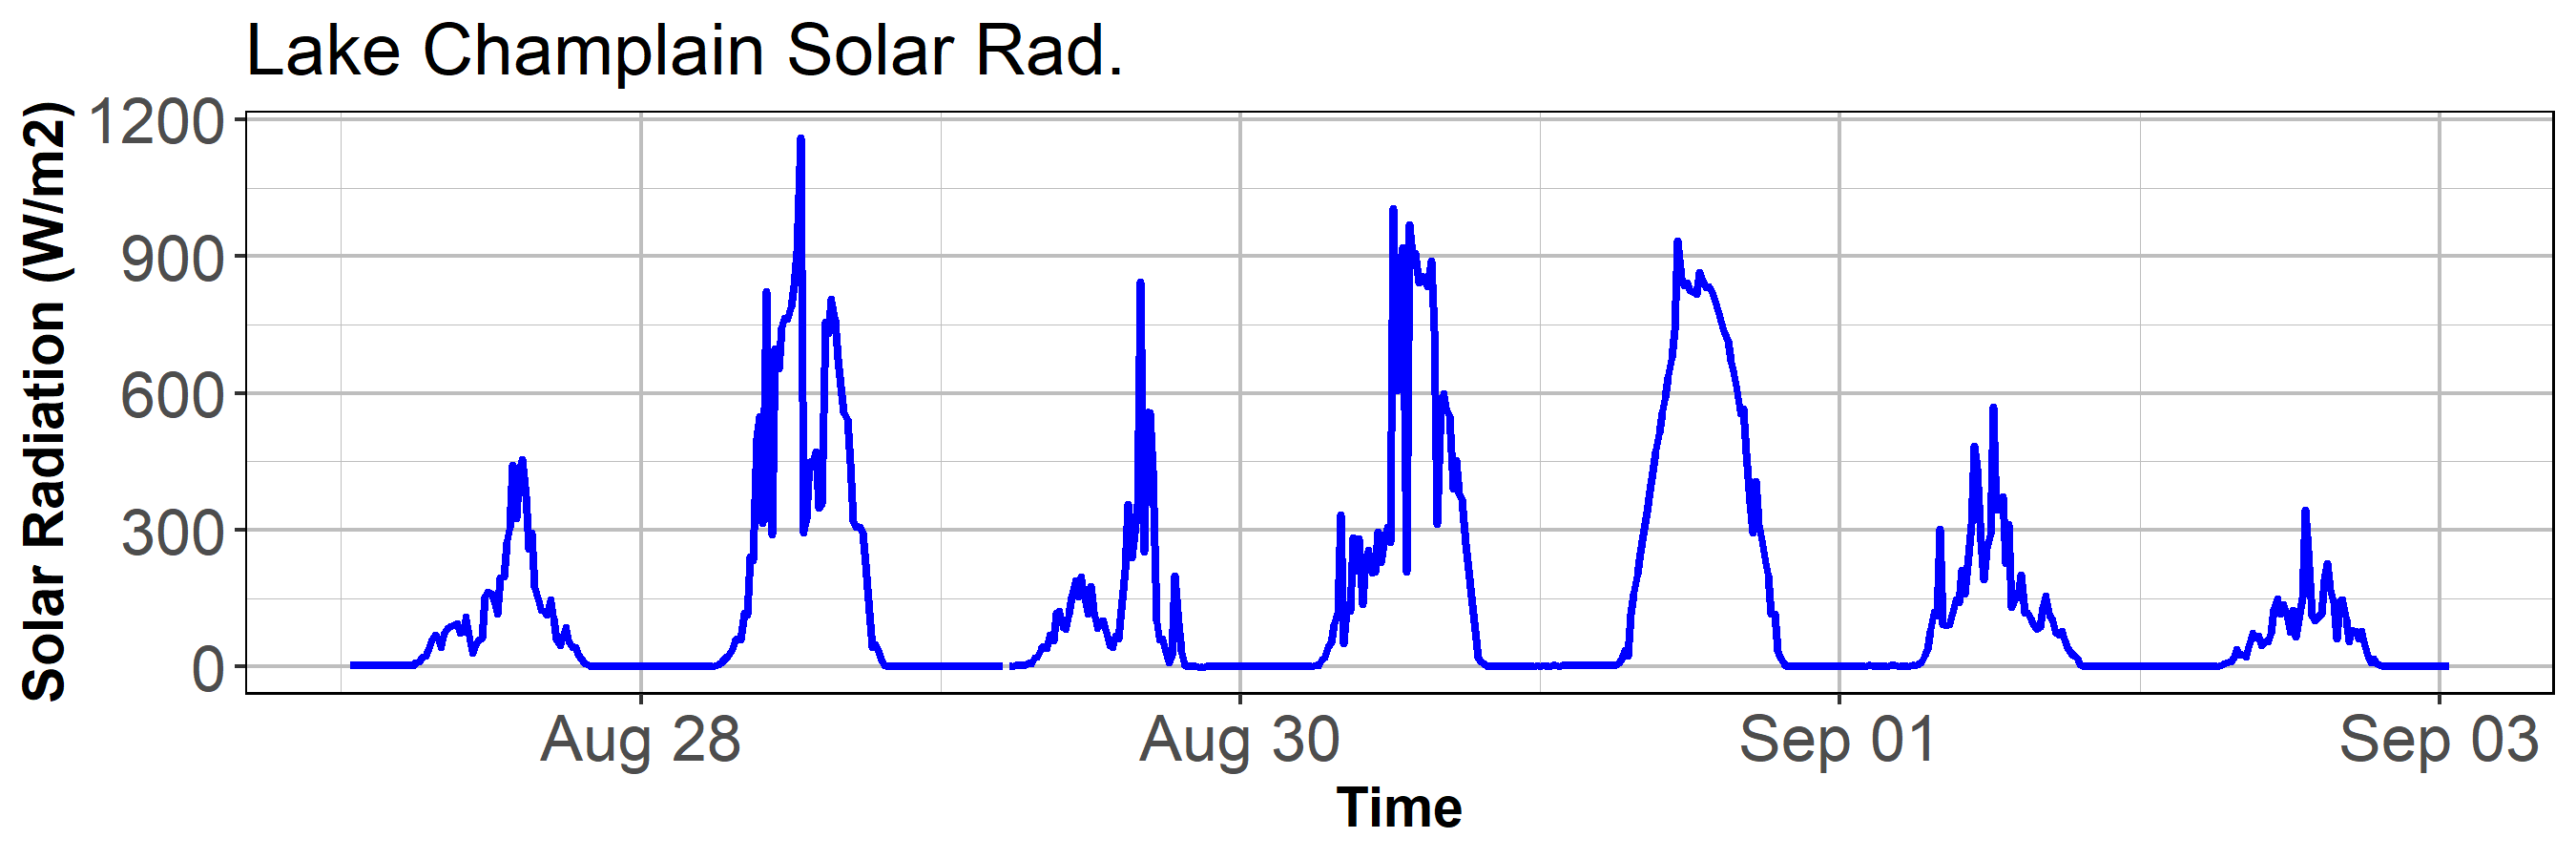 Lake Champlain Solar Rad.
Solar Radiation (W/m2)
1200
900
600
300
0
Aug 28
Aug 30
Sep 01
Sep 03
Time